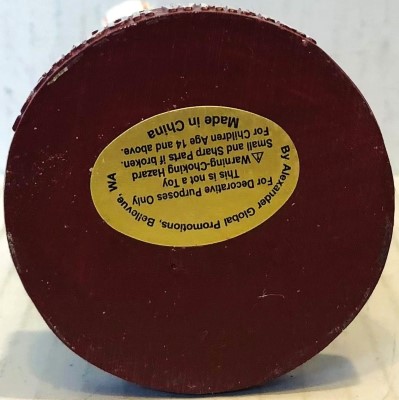 By Alexander Global Promotions, Bellevue, WA
For Decorative Purposes Only
This is not a Toy
⚠ Warning-Choking Hazard
Small and Sharp Parts if broken.
For Children Age 14 and above.
Made in China